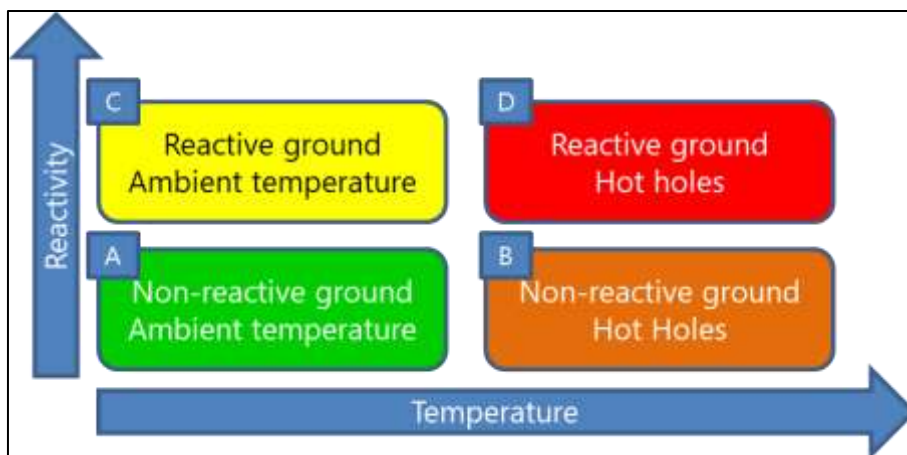 Reactivity
C
Reactive ground
Ambient temperature
D
Reactive ground
Hot holes
A
Non-reactive ground
Ambient temperature
B
Non-reactive ground
Hot Holes
Temperature